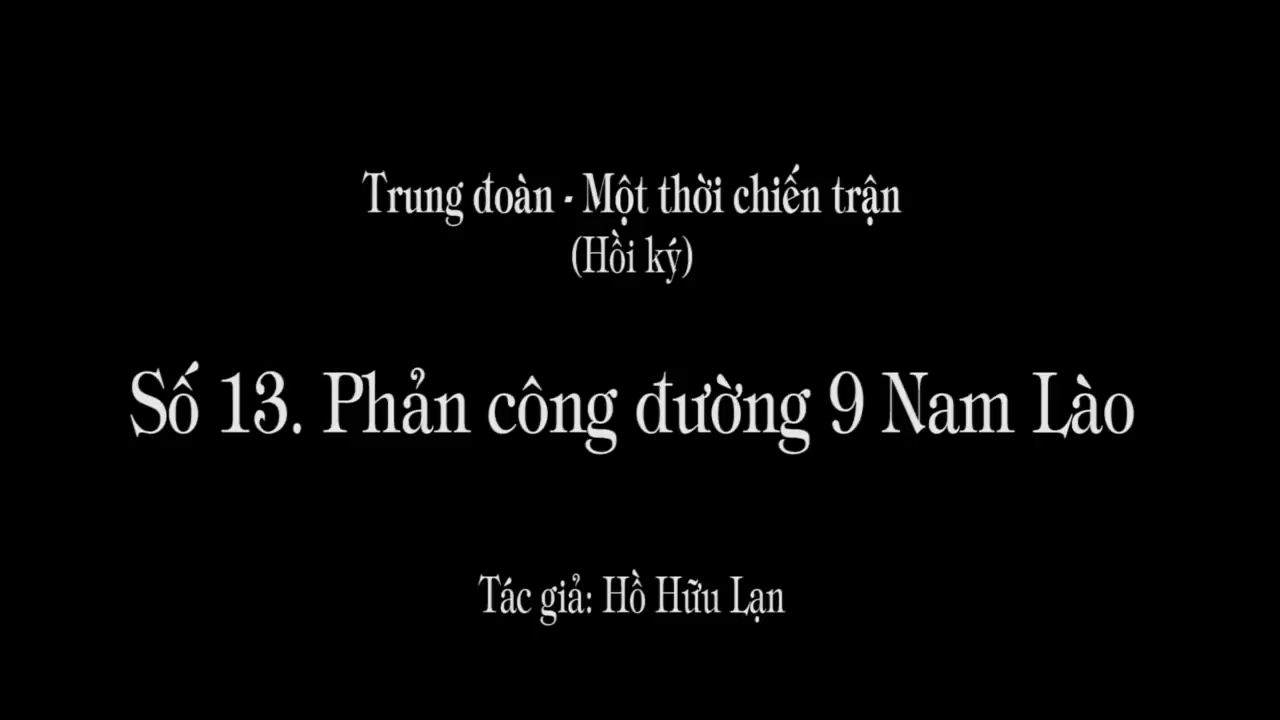 Trung đoàn - Một thời chiến trận
(Hồi ký)
Số 13. Phản công đường 9 Nam Lào
Tác giả: Hồ Hữu Lạn